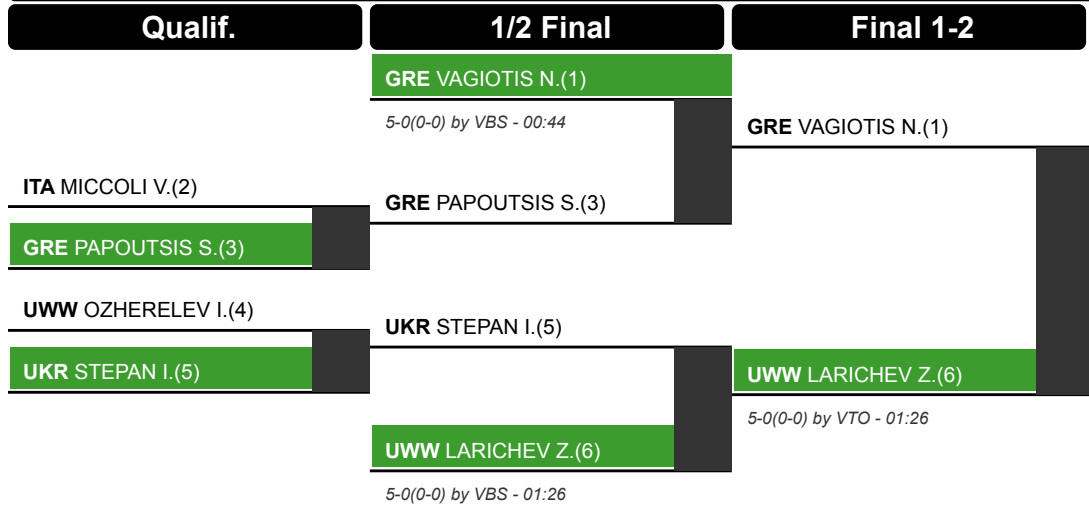 Qualif.
1/2 Final
Final 1-2
ITA MICCOLI V.(2)
GRE PAPOUTSIS S.(3)
UWW OZHERELEV I.(4)
UKR STEPAN I.(5)
GRE VAGIOTIS N.(1)
5-0(0-0) by VBS - 00:44
GRE PAPOUTSIS S.(3)
UKR STEPAN I.(5)
UWW LARICHEV Z.(6)
5-0(0-0) by VBS - 01:26
GRE VAGIOTIS N.(1)
UWW LARICHEV Z.(6)
5-0(0-0) by VTO - 01:26